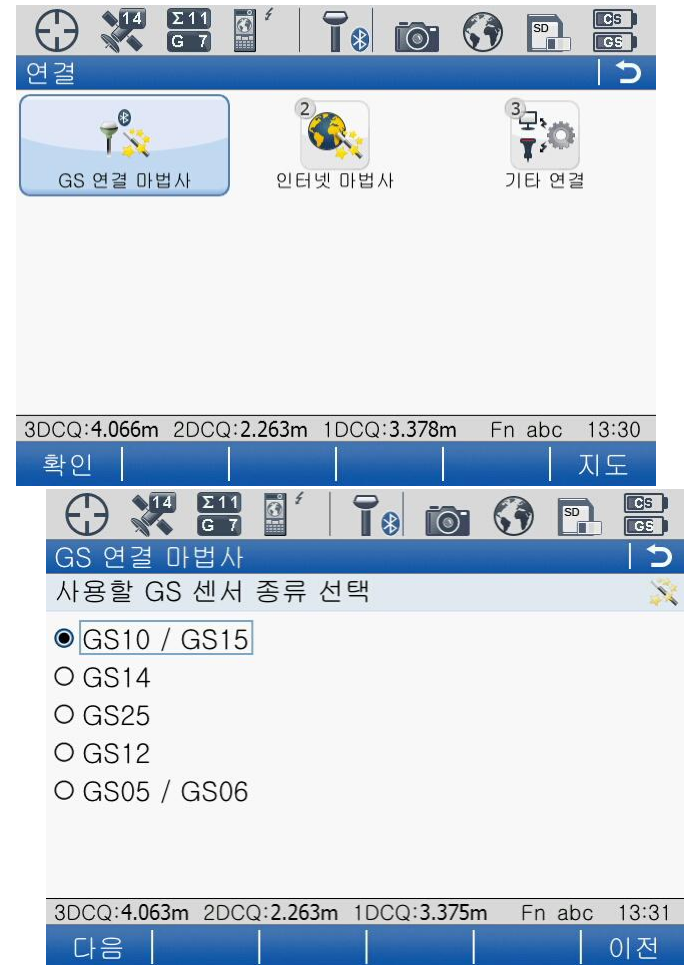 14 Σ11 G 7 SD CS GS
연결
2 3
GS 연결 마법사 인터넷 마법사 기타 연결
3DCQ:4.066m 2DCQ:2.263m 1DCQ:3.378m Fn abc 13:30
확인 지도
14 Σ11 G 7 SD CS GS
GS 연결 마법사
사용할 GS 센서 종류 선택
GS10 / GS15
GS14
GS25
GS12
GS05 / GS06
3DCQ:4.063m 2DCQ:2.263m 1DCQ:3.375m Fn abc 13:31
다음 이전